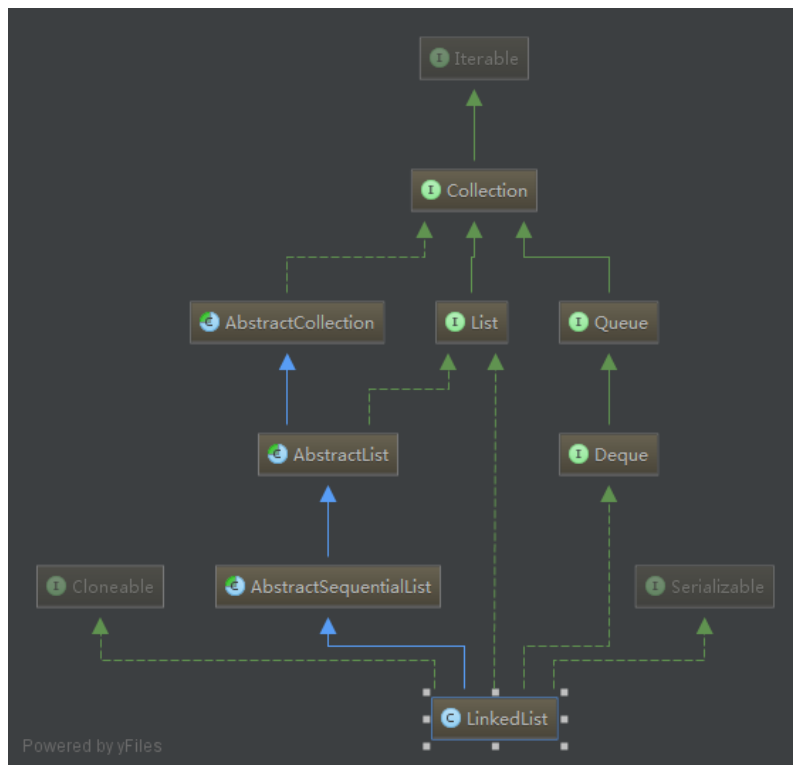 Iterable
Collection
AbstractCollection
List
Queue
AbstractList
Deque
Cloneable
AbstractSequentialList
Serializable
LinkedList
Powered by yFiles